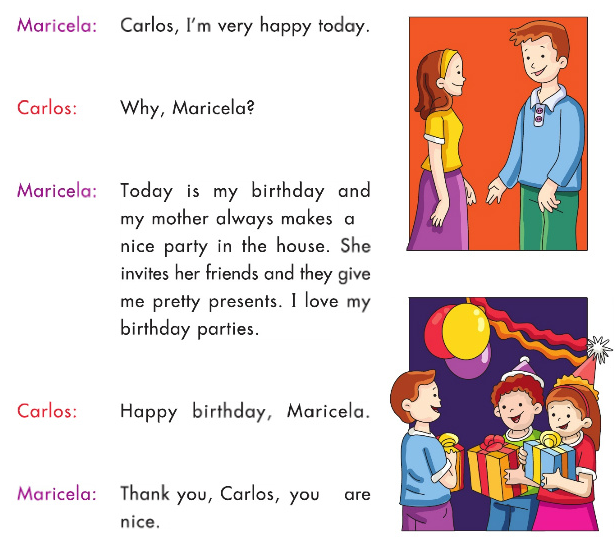 Maricela: Carlos, I'm very happy today.
Carlos: Why, Maricela?
Maricela: Today is my birthday and
my mother always makes a
nice party in the house. She
invites her friends and they give
me pretty presents. I love my
birthday parties.
Carlos: Happy birthday, Maricela.
Maricela: Thank you, Carlos, you are
nice.